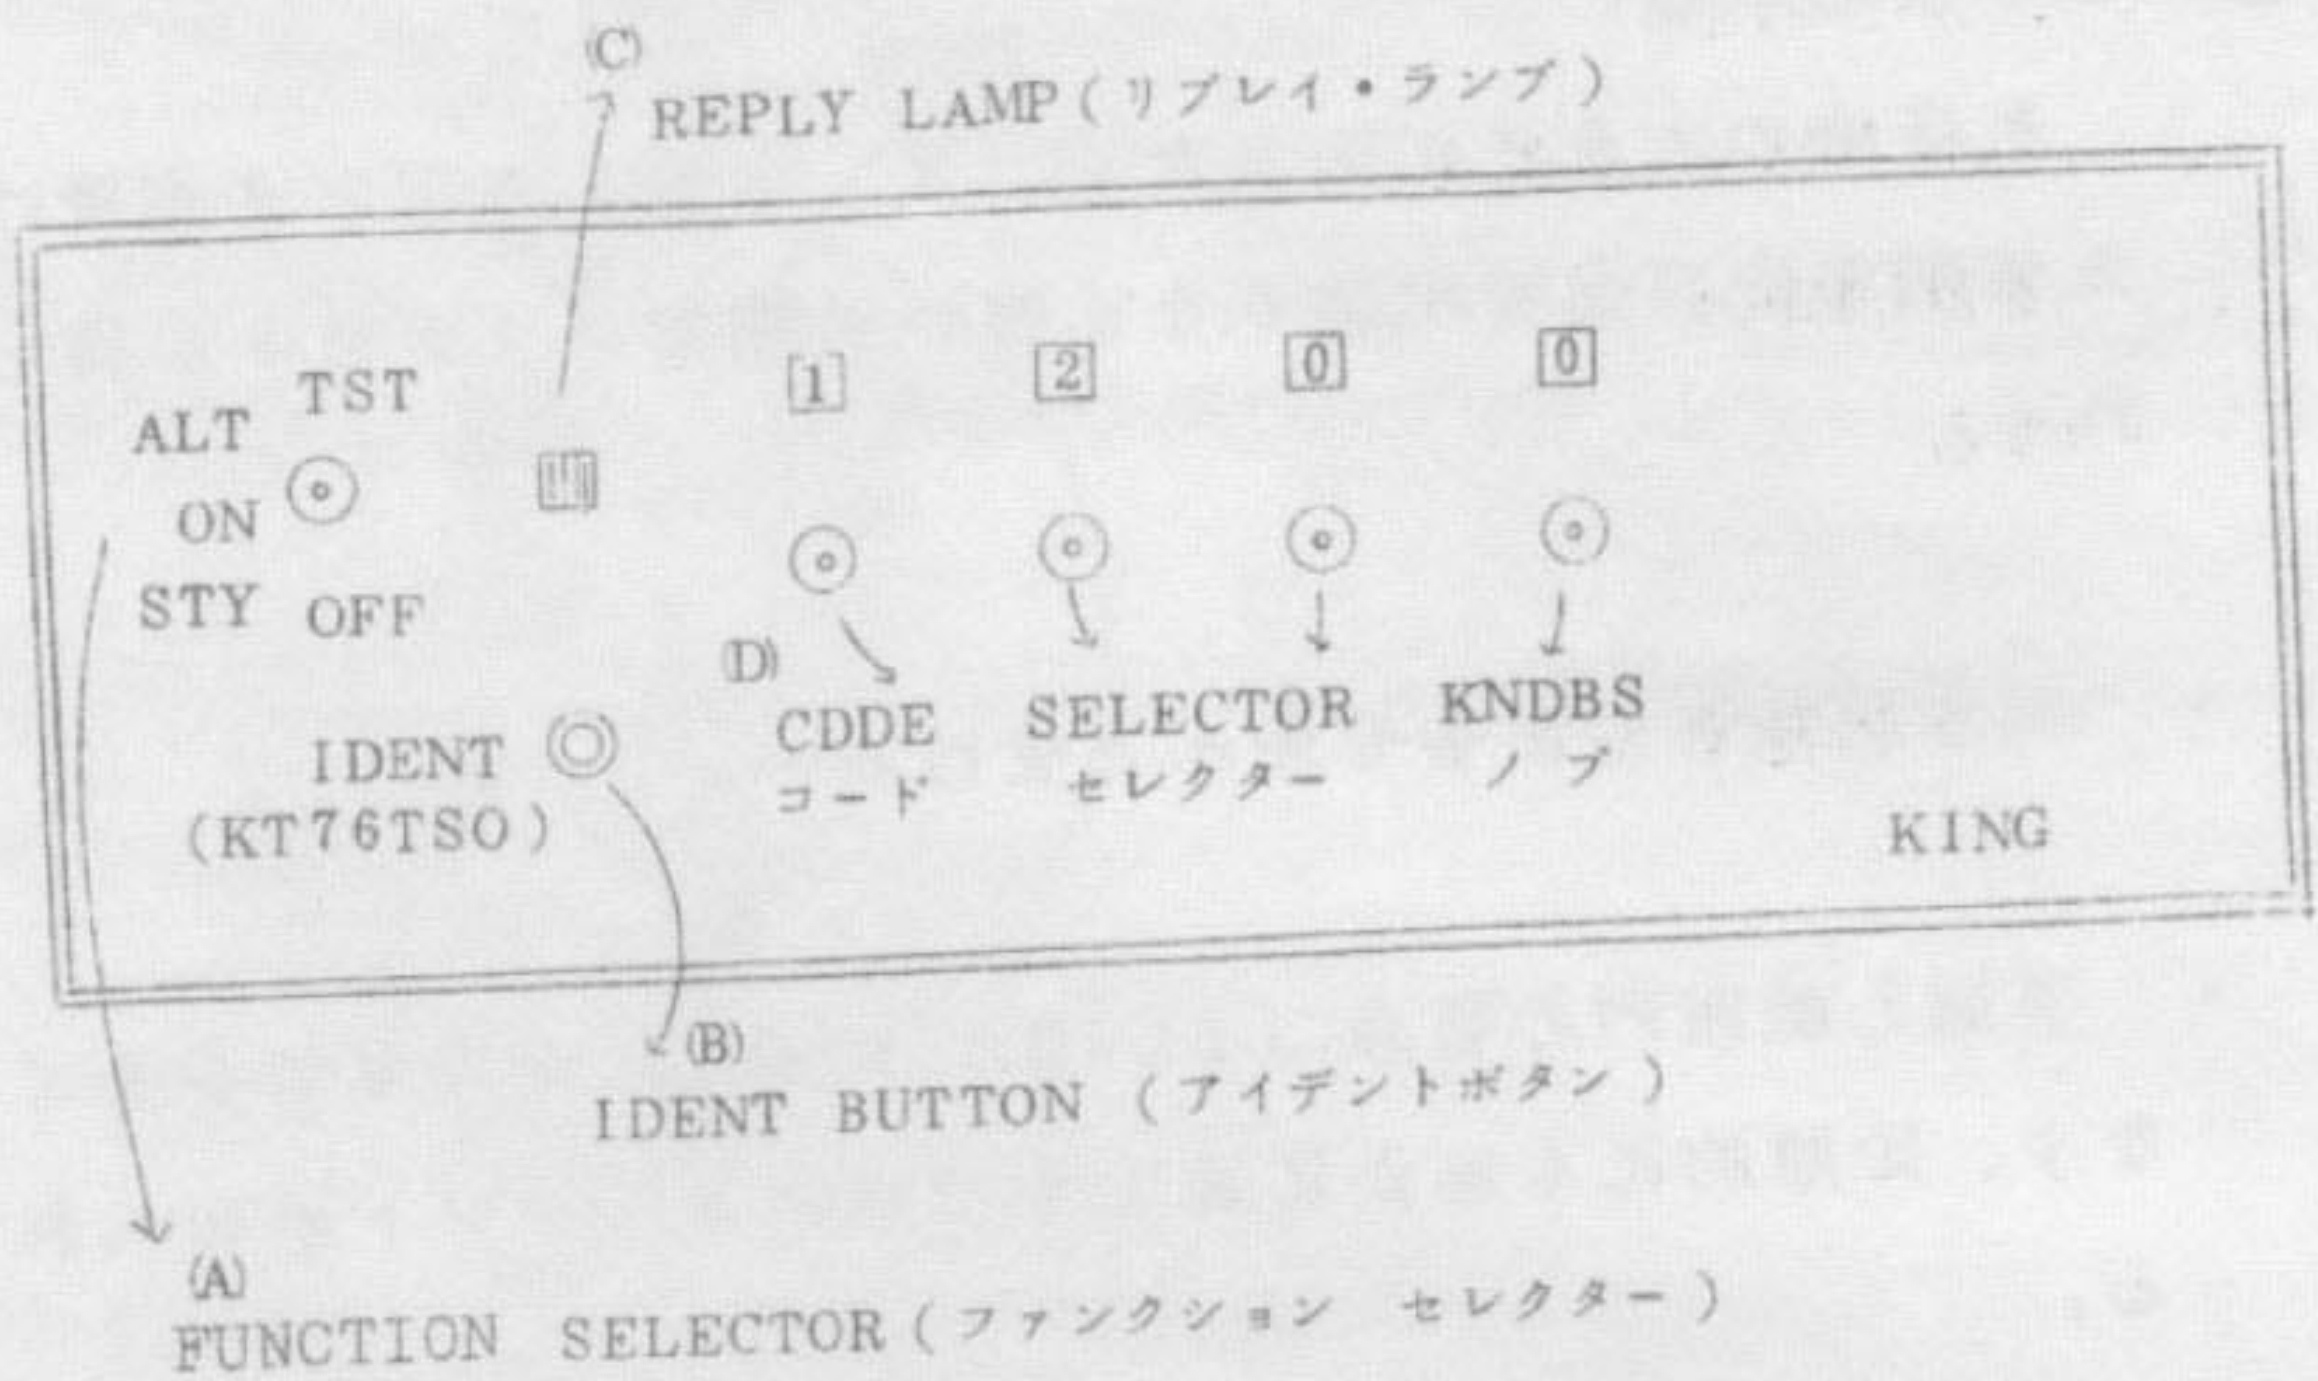 (C)
REPLY LAMP(リプレイ・ランプ)
1 2 0 0
TST
ALT
ON
STY OFF
(D)
CDDE SELECTOR KNDBS
コード セレクター ノブ
IDENT
(KT76TSO)
KING
(B)
IDENT BUTTON (アイデントボタン)
(A)
FUNCTION SELECTOR(ファンクション セレクター)